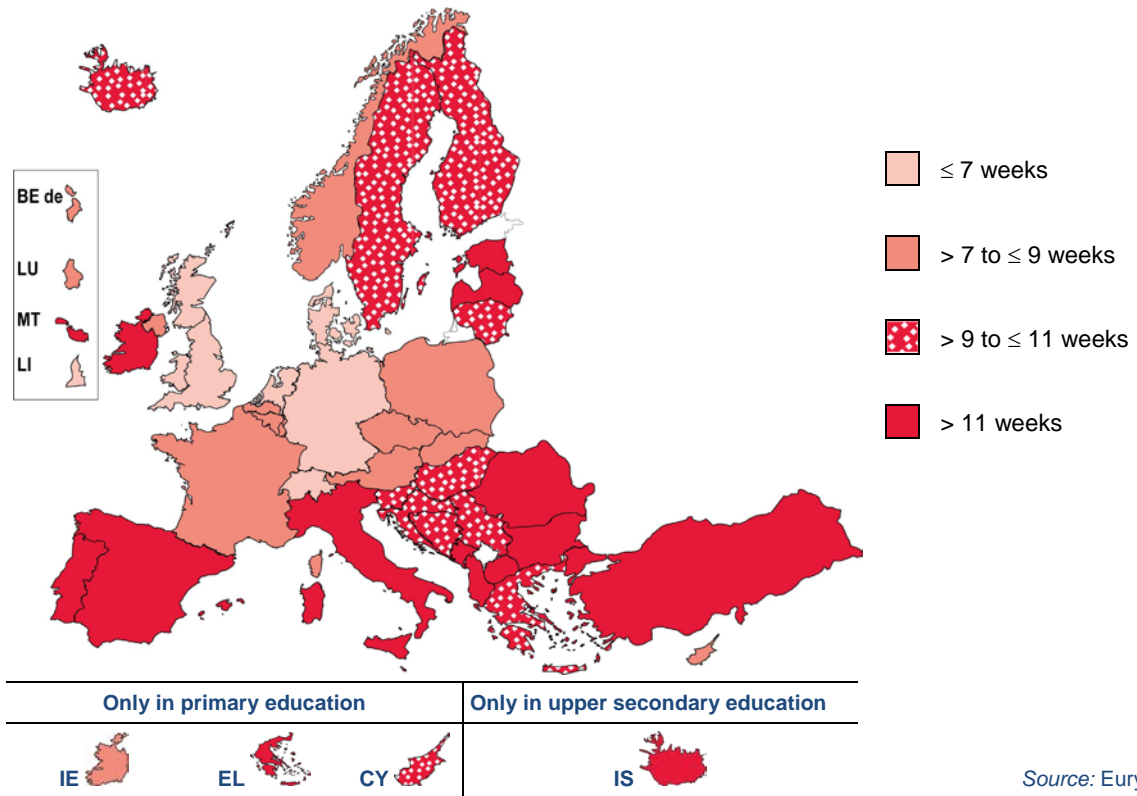 BE de
LU
MT
LI
≤ 7 weeks
> 7 to ≤ 9 weeks
> 9 to ≤ 11 weeks
> 11 weeks
Only in primary education
Only in upper secondary education
IE
EL
CY
IS
Source: Eury